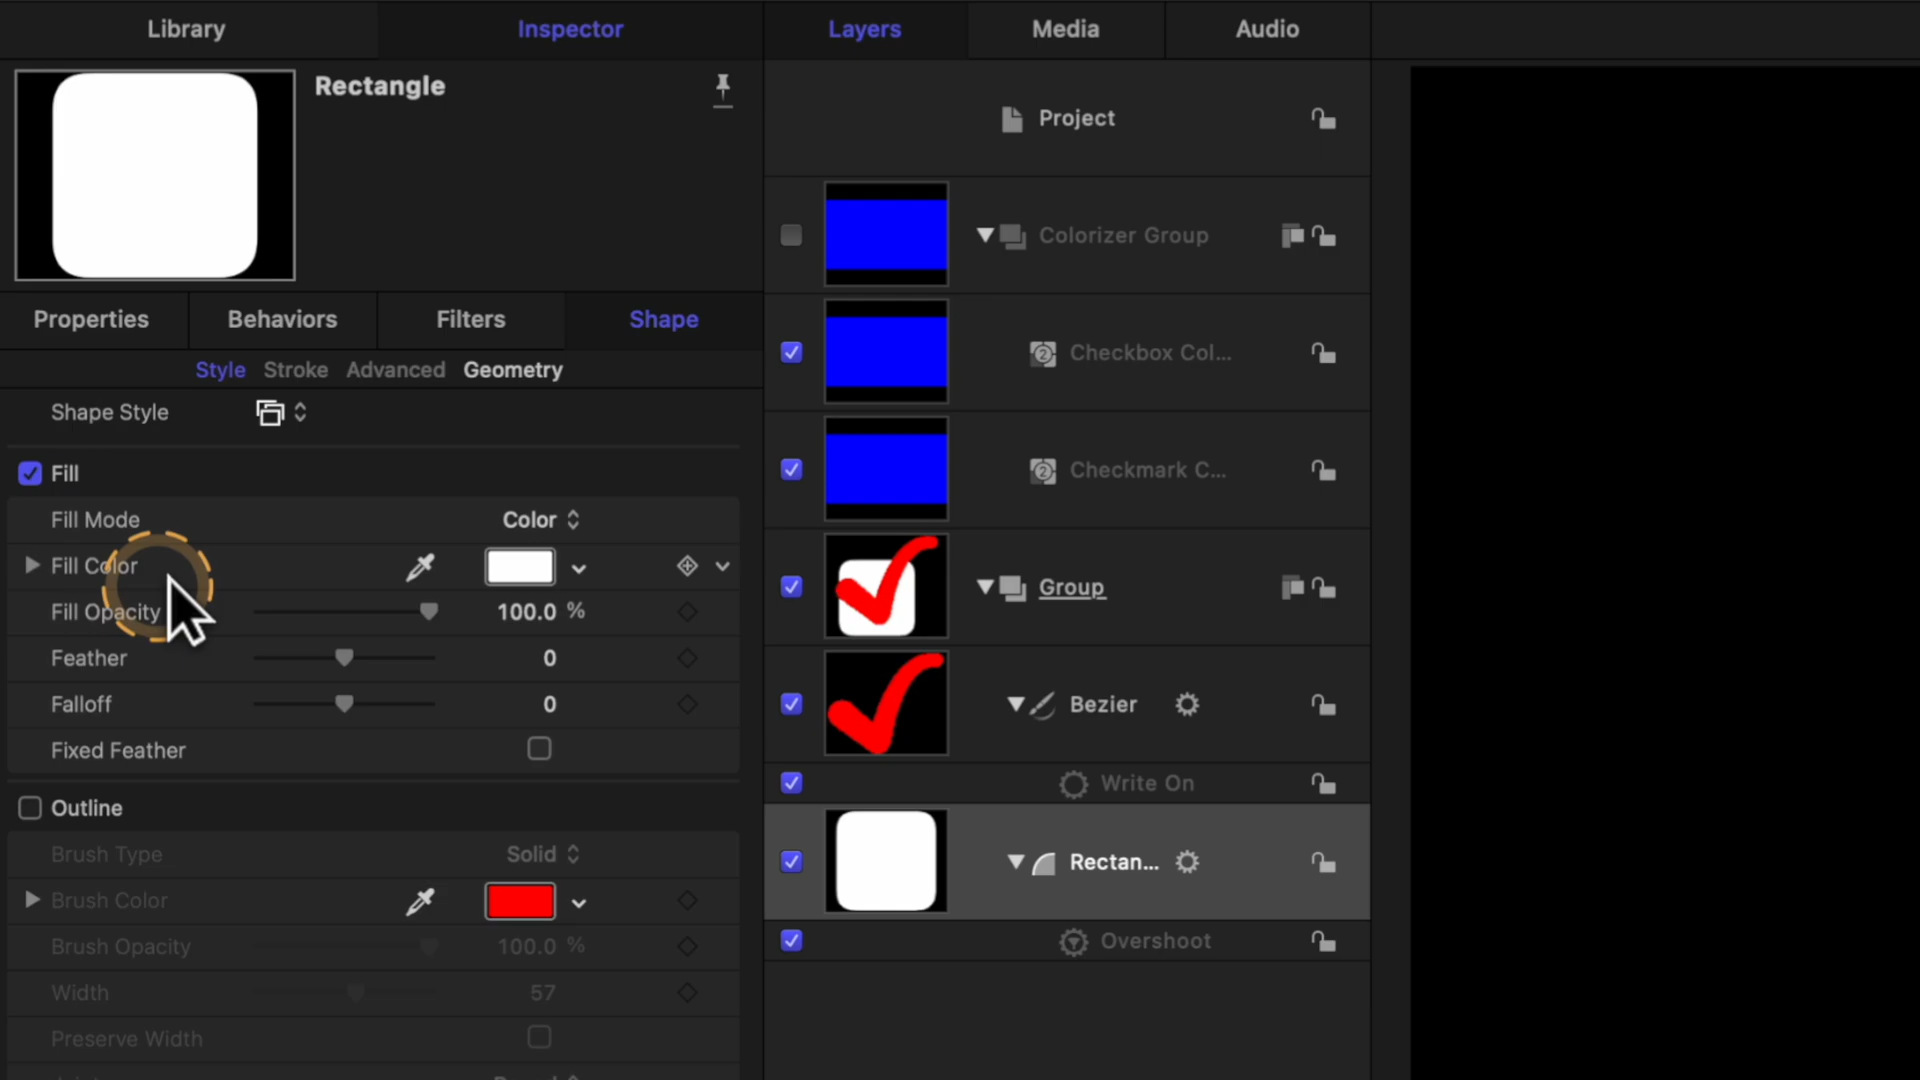 Library
Inspector
Layers
Media
Audio
Rectangle
Project
Colorizer Group
Properties
Behaviors
Filters
Shape
Style
Stroke
Advanced
Geometry
Checkbox Col...
Shape Style
Fill
Checkmark C...
Fill Mode
Color
Fill Color
Group
Fill Opacity
100.0 %
Feather
0
Falloff
0
Bezier
Fixed Feather
Write On
Outline
Brush Type
Solid
Rectan...
Brush Color
Brush Opacity
100.0 %
Overshoot
Width
57
Preserve Width